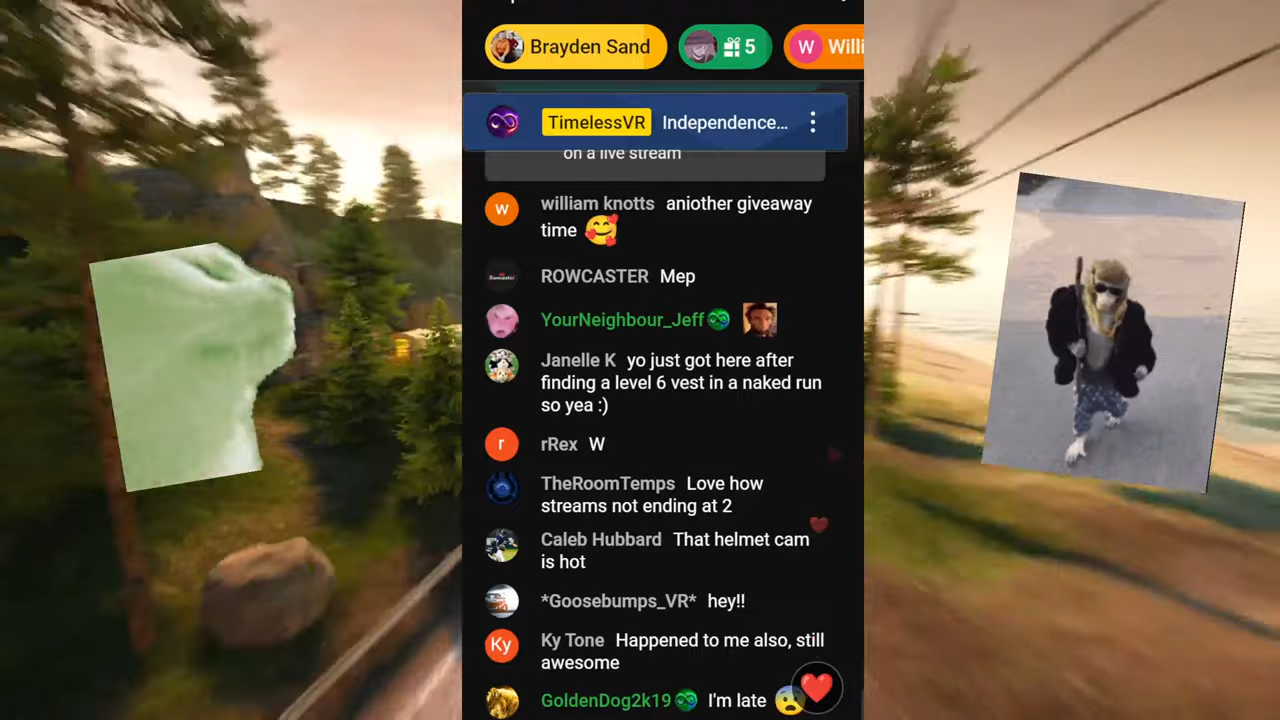 Brayden Sand
5
W Willi
TimelessVR Independence...
on a live stream
w william knotts aniother giveaway
time
ROWCASTER Mep
YourNeighbour_Jeff
Janelle K yo just got here after
finding a level 6 vest in a naked run
so yea :)
r rRex W
TheRoomTemps Love how
streams not ending at 2
Caleb Hubbard That helmet cam
is hot
*Goosebumps_VR* hey!!
Ky Ky Tone Happened to me also, still
awesome
GoldenDog2k19 I'm late